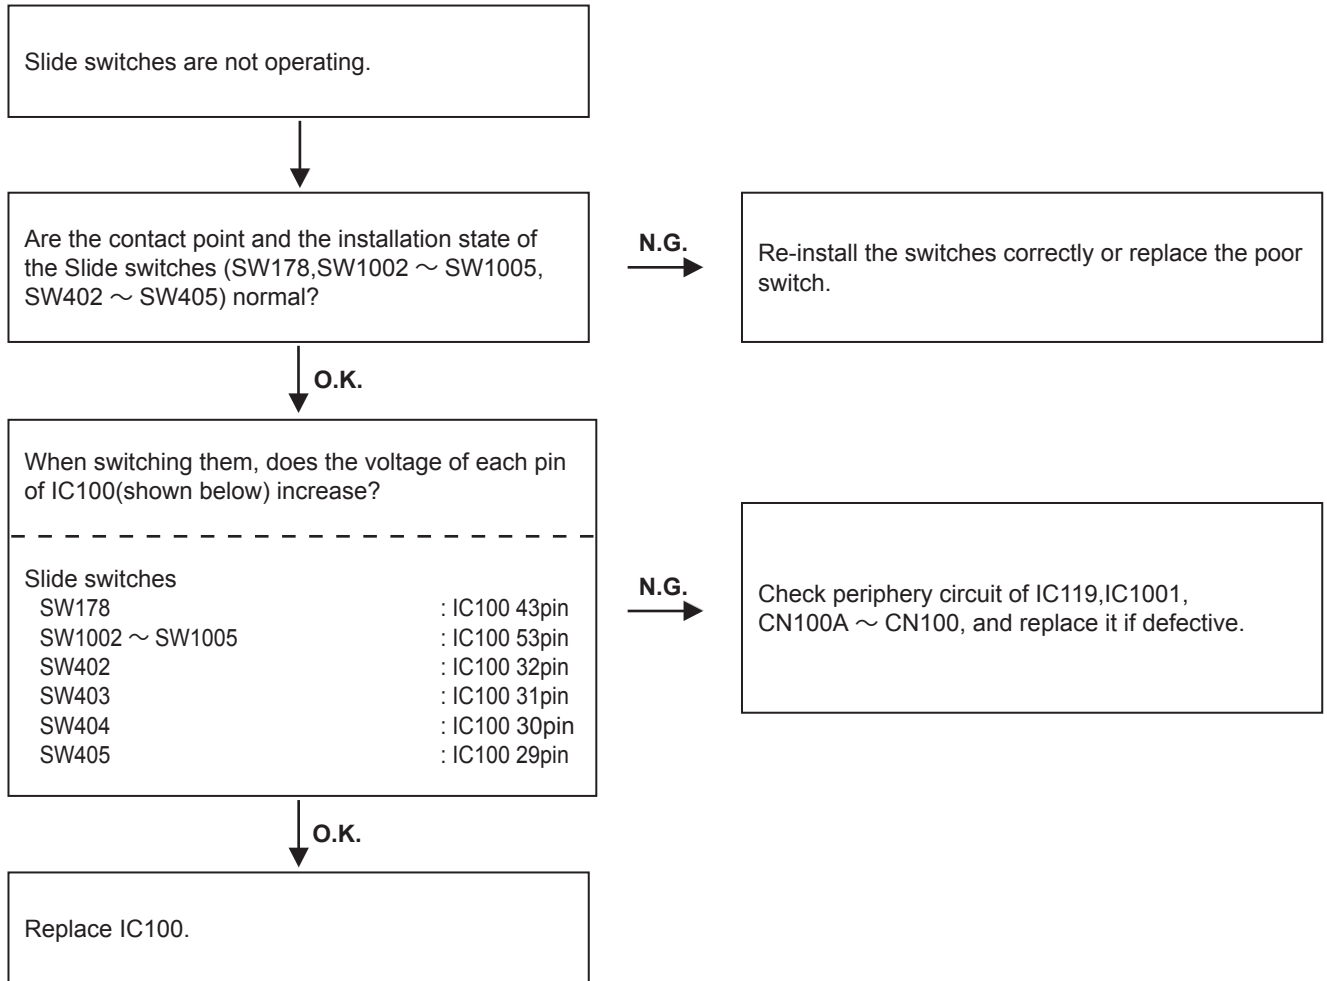 Slide switches are not operating.
Are the contact point and the installation state of
the Slide switches (SW178,SW1002 ～ SW1005,
SW402 ～ SW405) normal?
N.G.
Re-install the switches correctly or replace the poor
switch.
O.K.
When switching them, does the voltage of each pin
of IC100(shown below) increase?
Slide switches
SW178 : IC100 43pin
SW1002 ～ SW1005 : IC100 53pin
SW402 : IC100 32pin
SW403 : IC100 31pin
SW404 : IC100 30pin
SW405 : IC100 29pin
N.G.
Check periphery circuit of IC119,IC1001,
CN100A ～ CN100, and replace it if defective.
O.K.
Replace IC100.